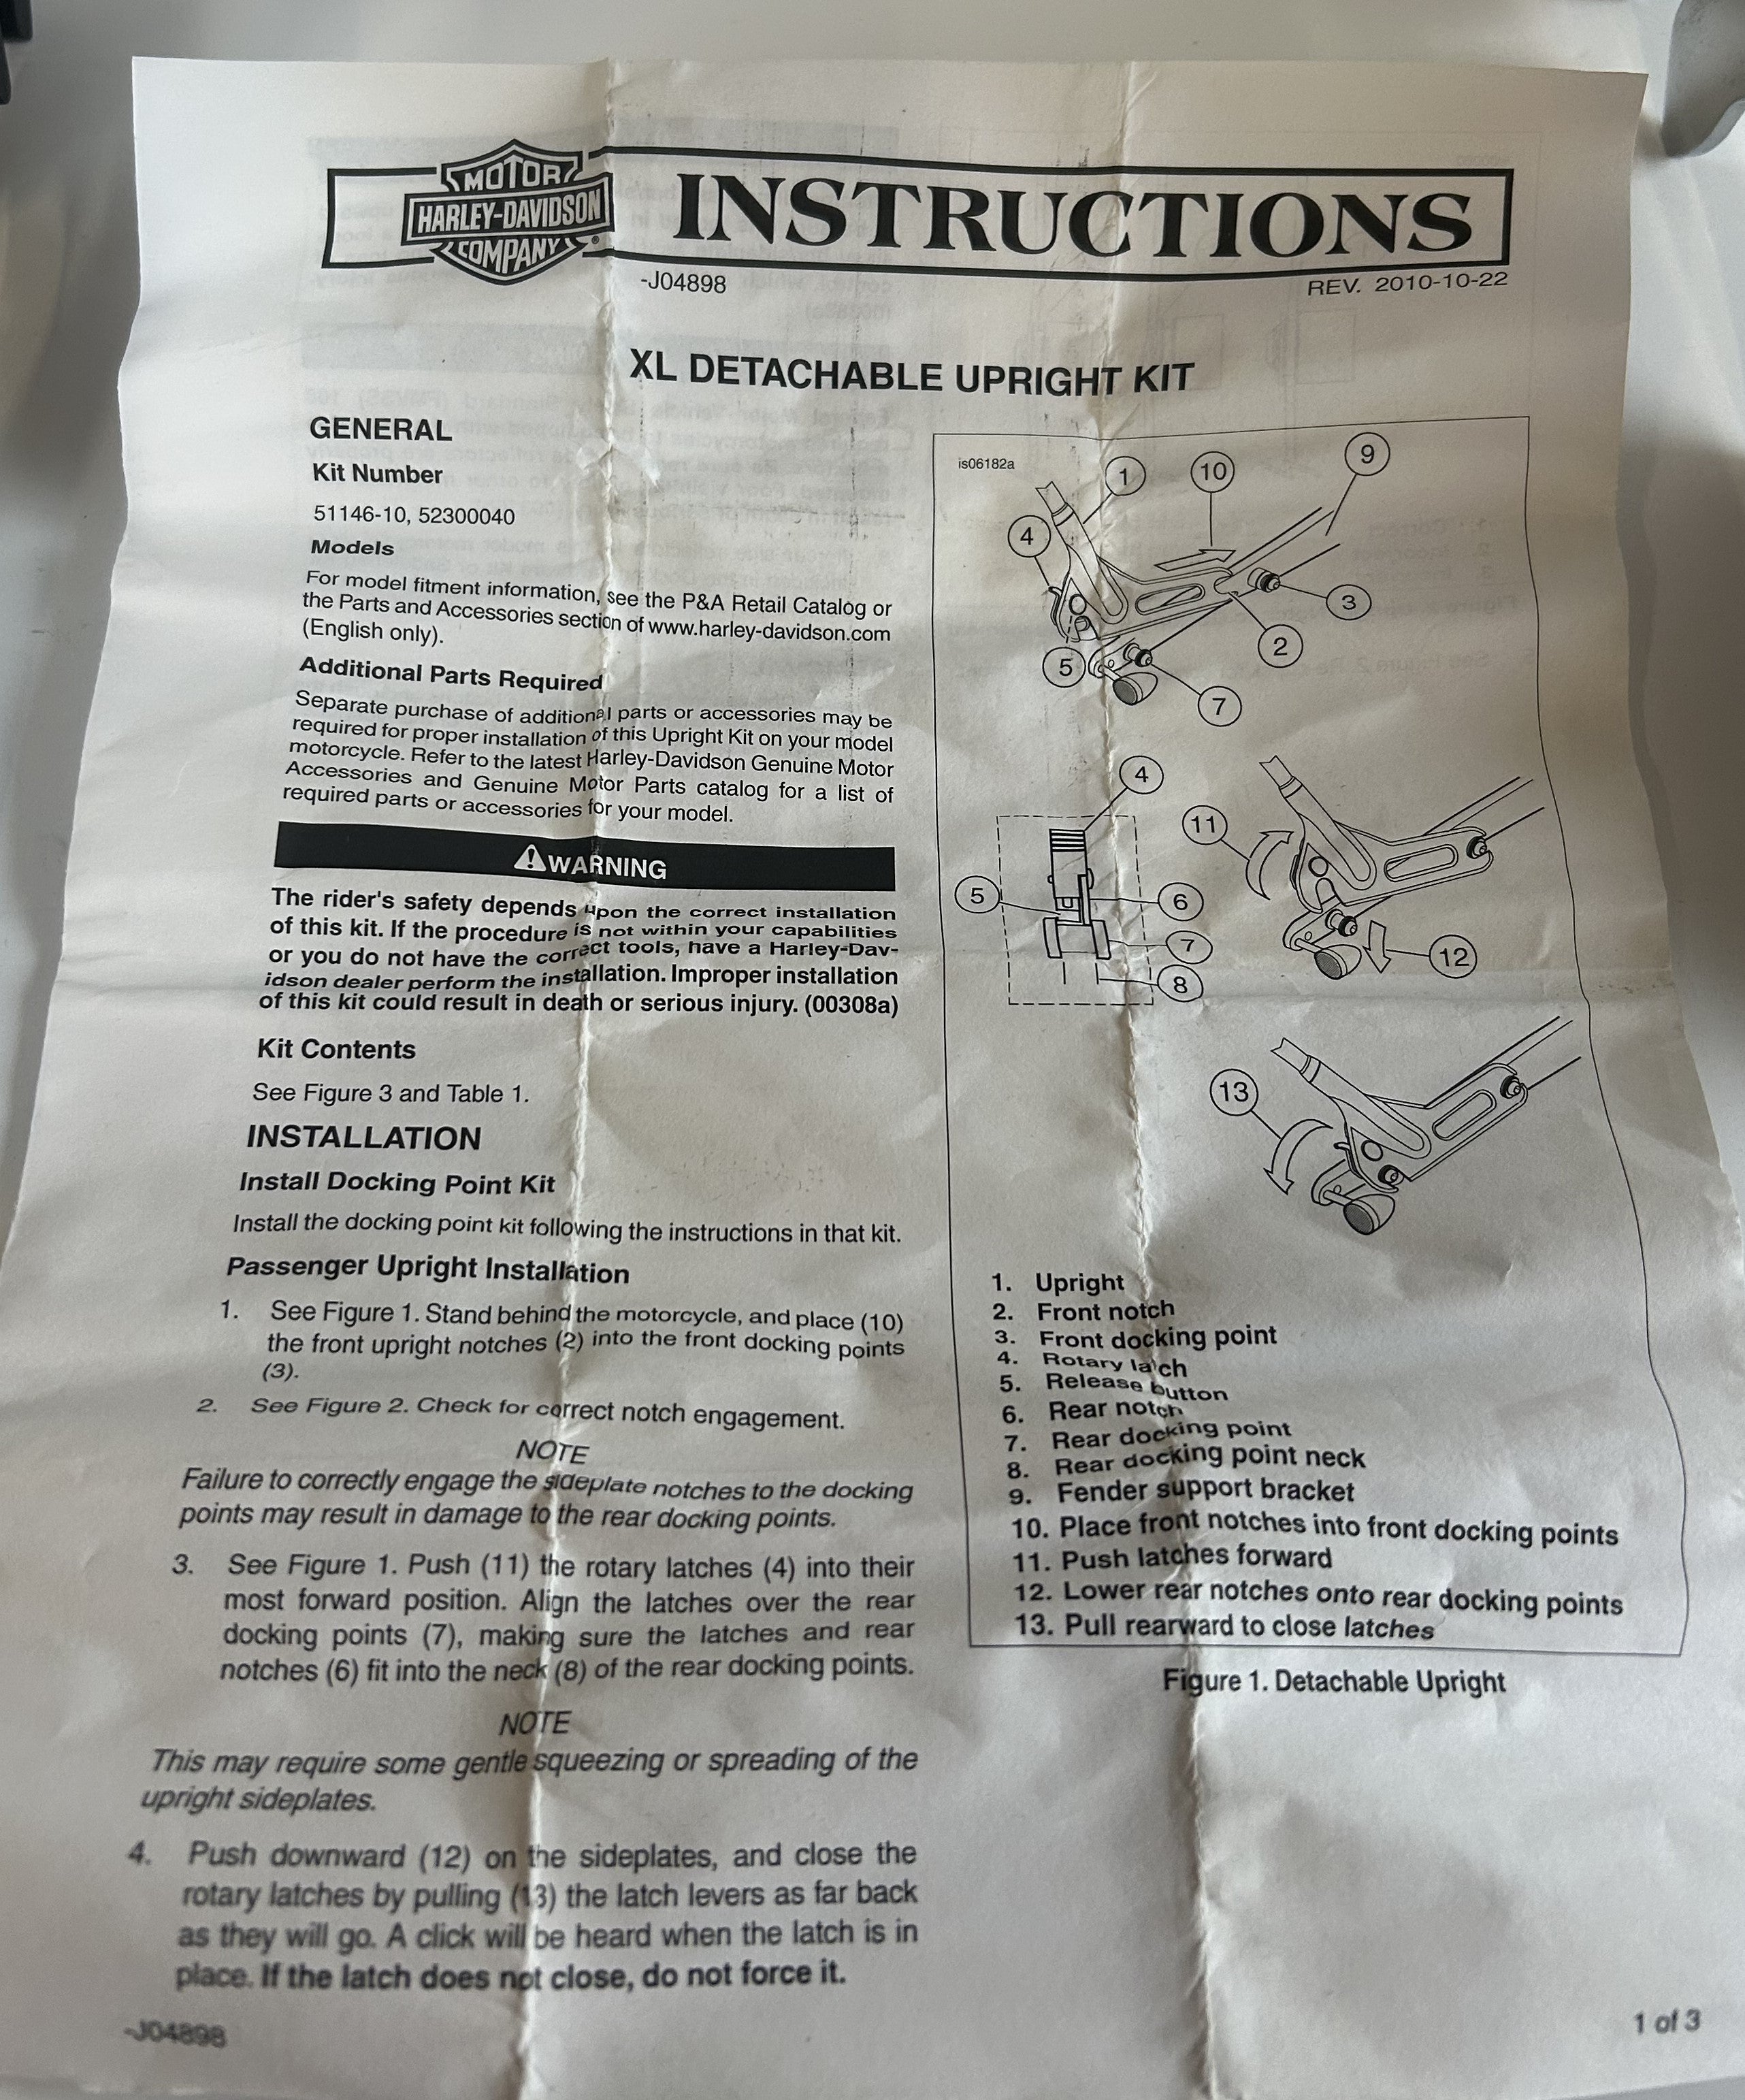 MOTOR
HARLEY-DAVIDSON
COMPANY
®
INSTRUCTIONS
-J04898
REV. 2010-10-22
XL DETACHABLE UPRIGHT KIT
GENERAL
Kit Number
51146-10, 52300040
Models
For model fitment information, see the P&A Retail Catalog or
the Parts and Accessories section of www.harley-davidson.com
(English only).
Additional Parts Required
Separate purchase of additional parts or accessories may be
required for proper installation of this Upright Kit on your model
motorcycle. Refer to the latest Harley-Davidson Genuine Motor
Accessories and Genuine Motor Parts catalog for a list of
required parts or accessories for your model.
WARNING
The rider's safety depends upon the correct installation
of this kit. If the procedure is not within your capabilities
or you do not have the correct tools, have a Harley-Dav-
idson dealer perform the installation. Improper installation
of this kit could result in death or serious injury. (00308a)
Kit Contents
See Figure 3 and Table 1.
INSTALLATION
Install Docking Point Kit
Install the docking point kit following the instructions in that kit.
Passenger Upright Installation
1. See Figure 1. Stand behind the motorcycle, and place (10)
the front upright notches (2) into the front docking points
(3).
2. See Figure 2. Check for correct notch engagement.
NOTE
Failure to correctly engage the sideplate notches to the docking
points may result in damage to the rear docking points.
3. See Figure 1. Push (11) the rotary latches (4) into their
most forward position. Align the latches over the rear
docking points (7), making sure the latches and rear
notches (6) fit into the neck (8) of the rear docking points.
NOTE
This may require some gentle squeezing or spreading of the
upright sideplates.
4. Push downward (12) on the sideplates, and close the
rotary latches by pulling (13) the latch levers as far back
as they will go. A click will be heard when the latch is in
place. If the latch does not close, do not force it.
is06182a
1
10
9
4
3
2
5
7
4
11
5
6
7
12
8
13
1. Upright
2. Front notch
3. Front docking point
4. Rotary latch
5. Release button
6. Rear notch
7. Rear docking point
8. Rear docking point neck
9. Fender support bracket
10. Place front notches into front docking points
11. Push latches forward
12. Lower rear notches onto rear docking points
13. Pull rearward to close latches
Figure 1. Detachable Upright
-J04898
1 of 3